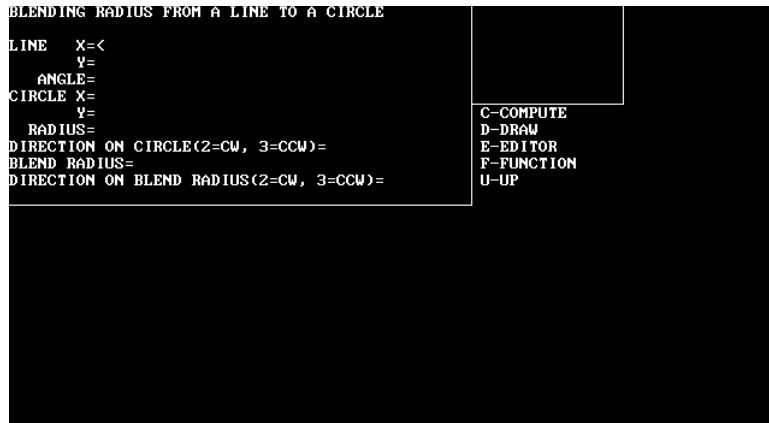 BLENDING RADIUS FROM A LINE TO A CIRCLE
LINE X=<
Y=
ANGLE=
CIRCLE X=
Y=
RADIUS=
DIRECTION ON CIRCLE(2=CW, 3=CCW)=
BLEND RADIUS=
DIRECTION ON BLEND RADIUS(2=CW, 3=CCW)=
C-COMPUTE
D-DRAW
E-EDITOR
F-FUNCTION
U-UP